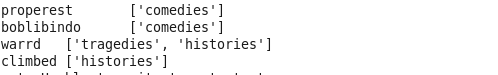 properest ['comedies']
boblibindo ['comedies']
warrd ['tragedies', 'histories']
climbed ['histories']